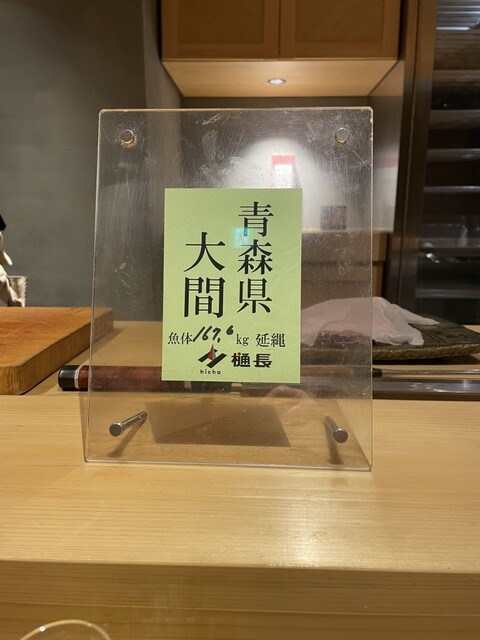 青森県
大間
魚体167.6kg 延縄
樋長
hicho